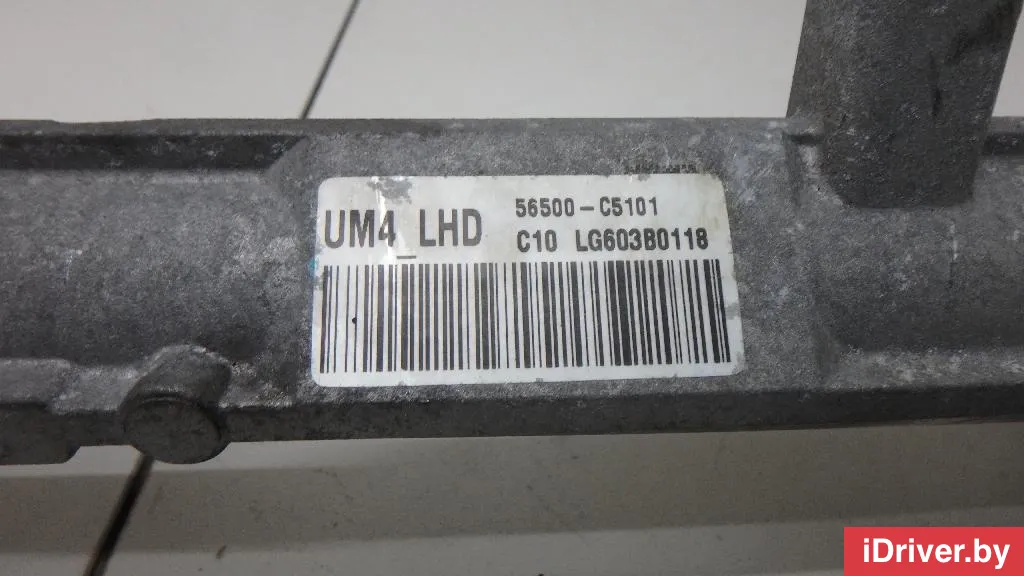 UM4_LHD
56500-C5101
C10 LG603B0118
iDriver.by